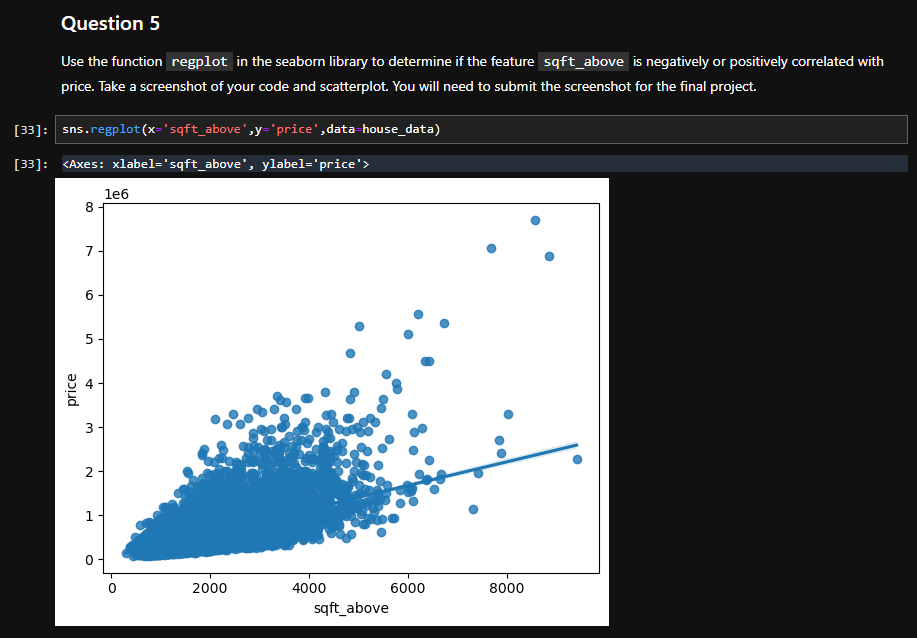 Question 5
Use the function regplot in the seaborn library to determine if the feature sqft_above is negatively or positively correlated with
price. Take a screenshot of your code and scatterplot. You will need to submit the screenshot for the final project.
[33]: sns.regplot(x='sqft_above',y='price',data=house_data)
[33]: <Axes: xlabel='sqft_above', ylabel='price'>
1e6
8
7
6
5
4
price
3
2
1
0
0 2000 4000 6000 8000
sqft_above